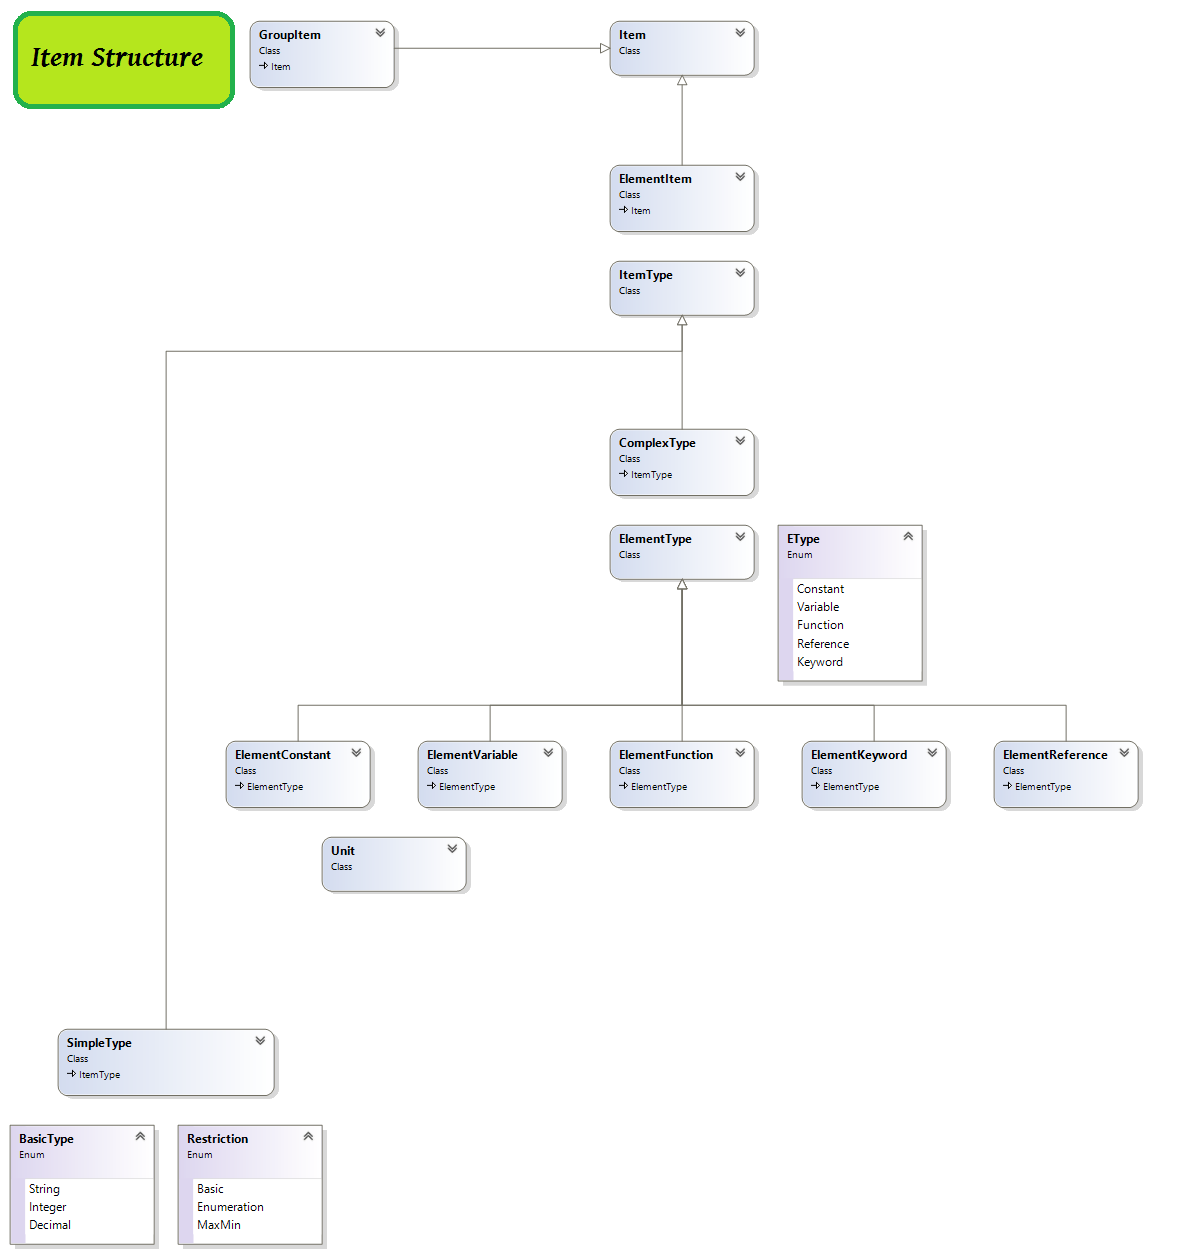 Item Structure
GroupItem
Class
Item
Item
Class
ElementItem
Class
Item
ItemType
Class
ComplexType
Class
ItemType
ElementType
Class
EType
Enum
Constant
Variable
Function
Reference
Keyword
ElementConstant
Class
ElementType
ElementVariable
Class
ElementType
ElementFunction
Class
ElementType
ElementKeyword
Class
ElementType
ElementReference
Class
ElementType
Unit
Class
SimpleType
Class
ItemType
BasicType
Enum
String
Integer
Decimal
Restriction
Enum
Basic
Enumeration
MaxMin